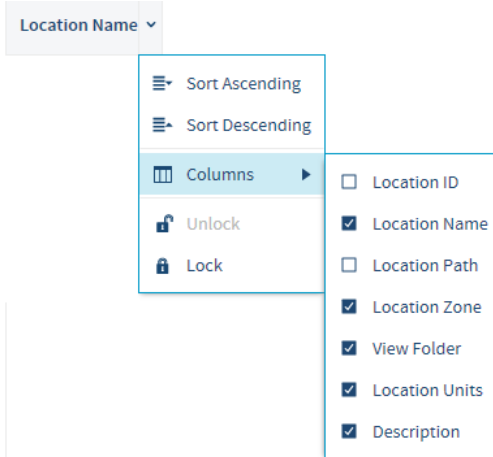 Location Name
Sort Ascending
Sort Descending
Columns
Unlock
Lock
Location ID
Location Name
Location Path
Location Zone
View Folder
Location Units
Description